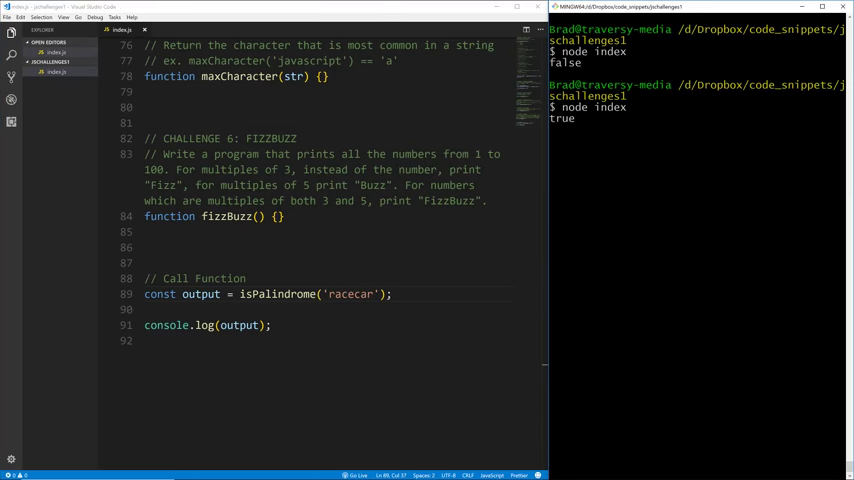 index.js - jschallenges1 - Visual Studio Code
File Edit Selection View Go Debug Tasks Help
EXPLORER
OPEN EDITORS
index.js
JSCHALLENGES1
index.js
index.js
76 // Return the character that is most common in a string
77 // ex. maxCharacter('javascript') == 'a'
78 function maxCharacter(str) {}
79
80
81
82 // CHALLENGE 6: FIZZBUZZ
83 // Write a program that prints all the numbers from 1 to
100. For multiples of 3, instead of the number, print
"Fizz", for multiples of 5 print "Buzz". For numbers
which are multiples of both 3 and 5, print "FizzBuzz".
84 function fizzBuzz() {}
85
86
87
88 // Call Function
89 const output = isPalindrome('racecar');
90
91 console.log(output);
92
0 0 Go Live Ln 89, Col 37 Spaces: 2 UTF-8 CRLF JavaScript Prettier
MINGW64:/d/Dropbox/code_snippets/jschallenges1
Brad@traversy-media /d/Dropbox/code_snippets/j
schallenges1
$ node index
false
Brad@traversy-media /d/Dropbox/code_snippets/j
schallenges1
$ node index
true